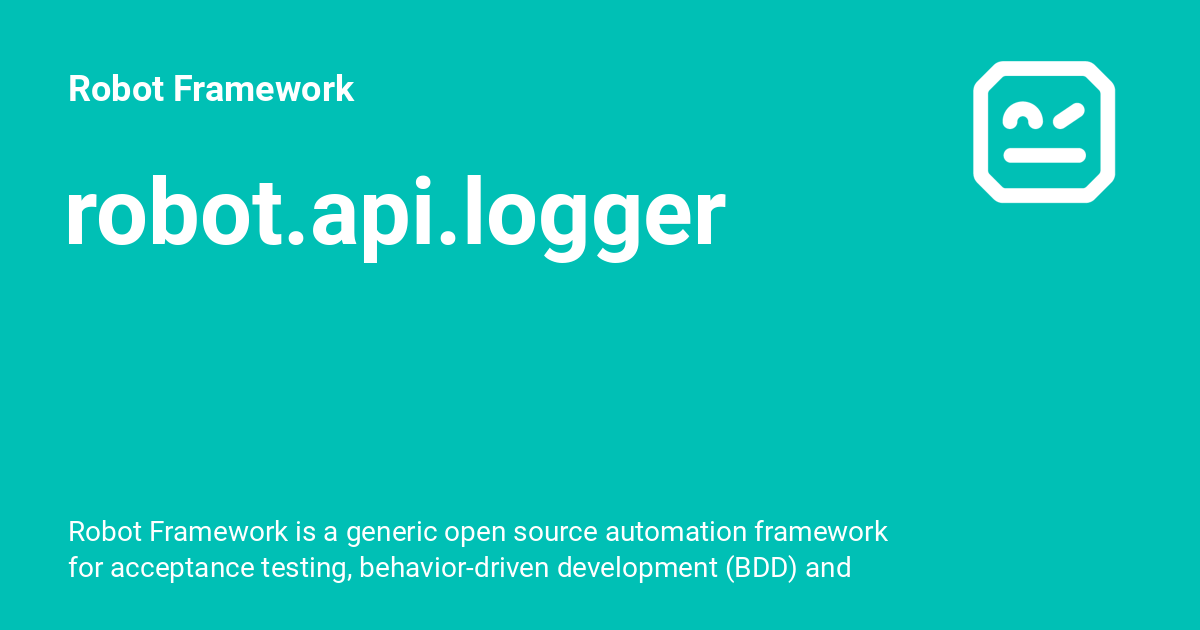 Robot Framework
robot.api.logger
Robot Framework is a generic open source automation framework
for acceptance testing, behavior-driven development (BDD) and